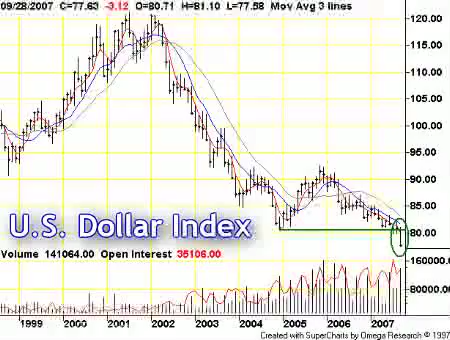 09/28/2007 C=77.63 -3.12 O=80.71 H=81.10 L=77.58 Mov Avg 3 lines
120.00
115.00
110.00
105.00
100.00
95.00
90.00
85.00
80.00
U.S. Dollar Index
Volume 141064.00 Open Interest 35106.00
160000.
80000.00
1999 2000 2001 2002 2003 2004 2005 2006 2007
Created with SuperCharts by Omega Research © 1997